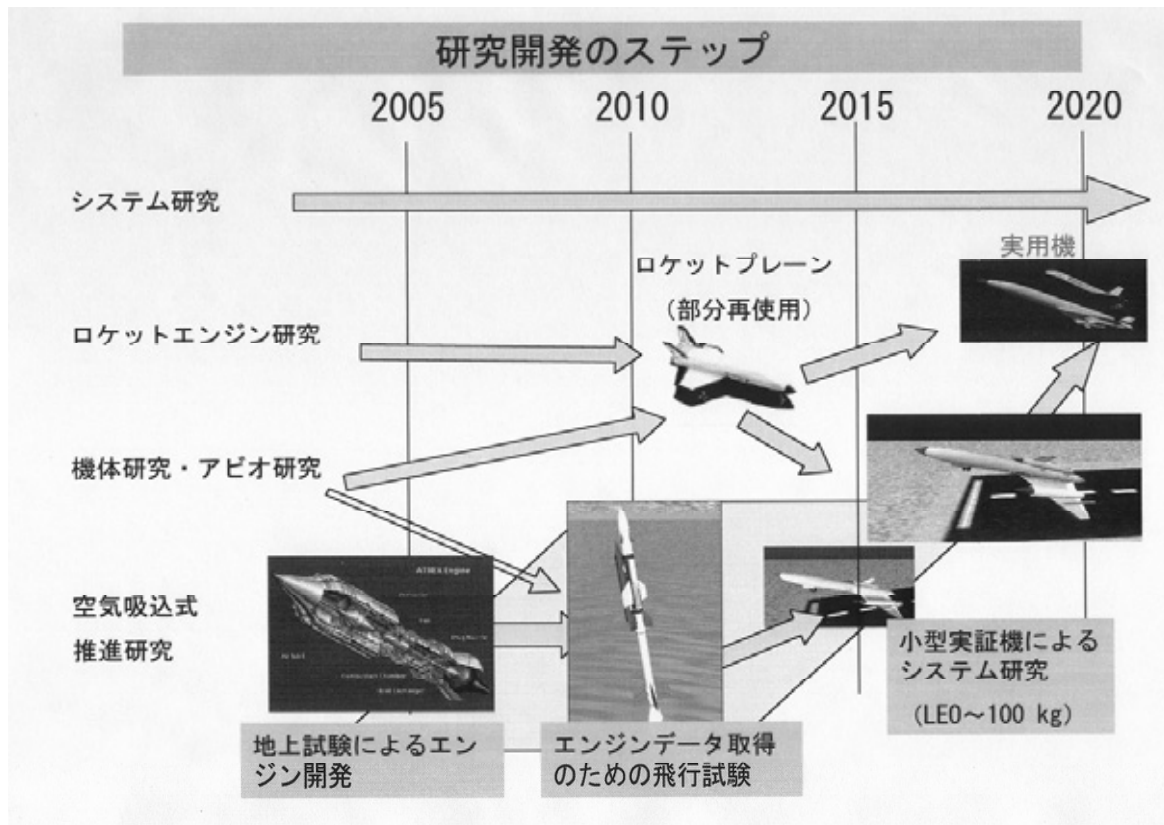 研究開発のステップ
2005
2010
2015
2020
システム研究
実用機
ロケットプレーン
(部分再使用)
ロケットエンジン研究
機体研究・アビオ研究
ATREX Engine
空気吸込式
推進研究
小型実証機による
システム研究
(LEO～100 kg)
地上試験によるエン
ジン開発
エンジンデータ取得
のための飛行試験